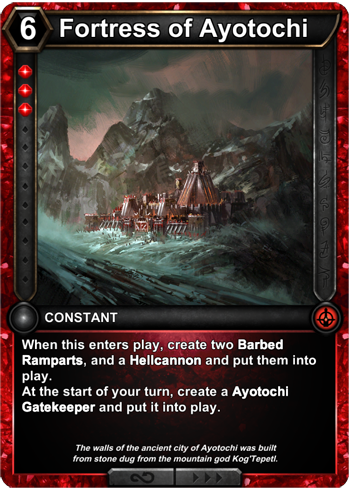 6 Fortress of Ayotochi
CONSTANT
When this enters play, create two Barbed
Ramparts, and a Hellcannon and put them into
play.
At the start of your turn, create a Ayotochi
Gatekeeper and put it into play.
The walls of the ancient city of Ayotochi was built
from stone dug from the mountain god Kog'Tepetl.